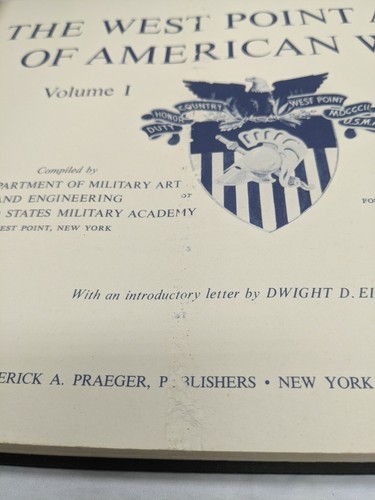 THE WEST POINT A
OF AMERICAN W
Volume I
DUTY HONOR COUNTRY WEST POINT MDCCCII U.S.M.
Compiled by
PARTMENT OF MILITARY ART
AND ENGINEERING
STATES MILITARY ACADEMY
EST POINT, NEW YORK
or
FOU
With an introductory letter by DWIGHT D. EI
ERICK A. PRAEGER, P BLISHERS • NEW YORK